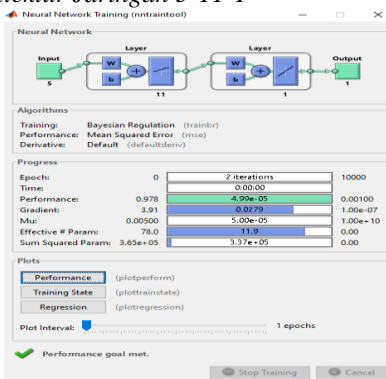 Jaringan 5-11-1
Neural Network Training (nntraintool)
Neural Network
Layer Layer
Input Output
W W
b b
5 11 1 1
Algorithms
Training: Bayesian Regulation (trainbr)
Performance: Mean Squared Error (mse)
Derivative: Default (defaultderiv)
Progress
Epoch: 0 2 iterations 10000
Time: 0:00:00
Performance: 0.978 4.99e-05 0.00100
Gradient: 3.91 0.0279 1.00e-07
Mu: 0.00500 5.00e-05 1.00e+10
Effective # Param: 78.0 11.9 0.00
Sum Squared Param: 3.65e+05 3.37e+05 0.00
Plots
Performance (plotperform)
Training State (plottrainstate)
Regression (plotregression)
Plot Interval: 1 epochs
Performance goal met.
Stop Training Cancel